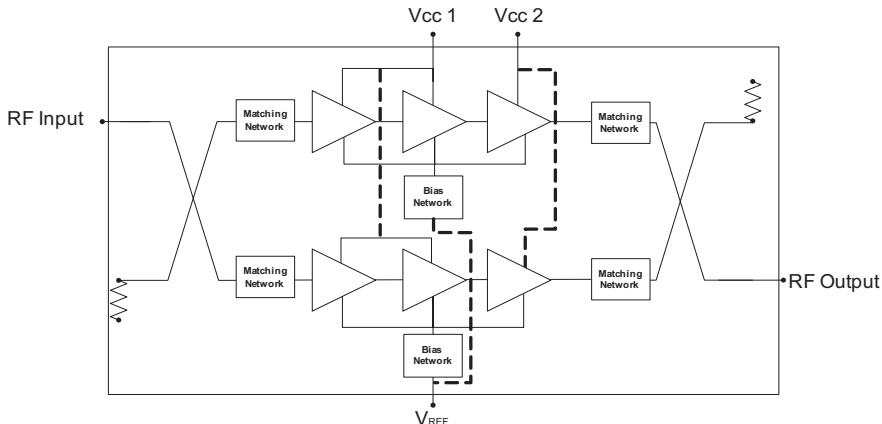 Vcc 1
Vcc 2
RF Input
Matching
Network
Matching
Network
Bias
Network
Matching
Network
Matching
Network
RF Output
Bias
Network
VREF